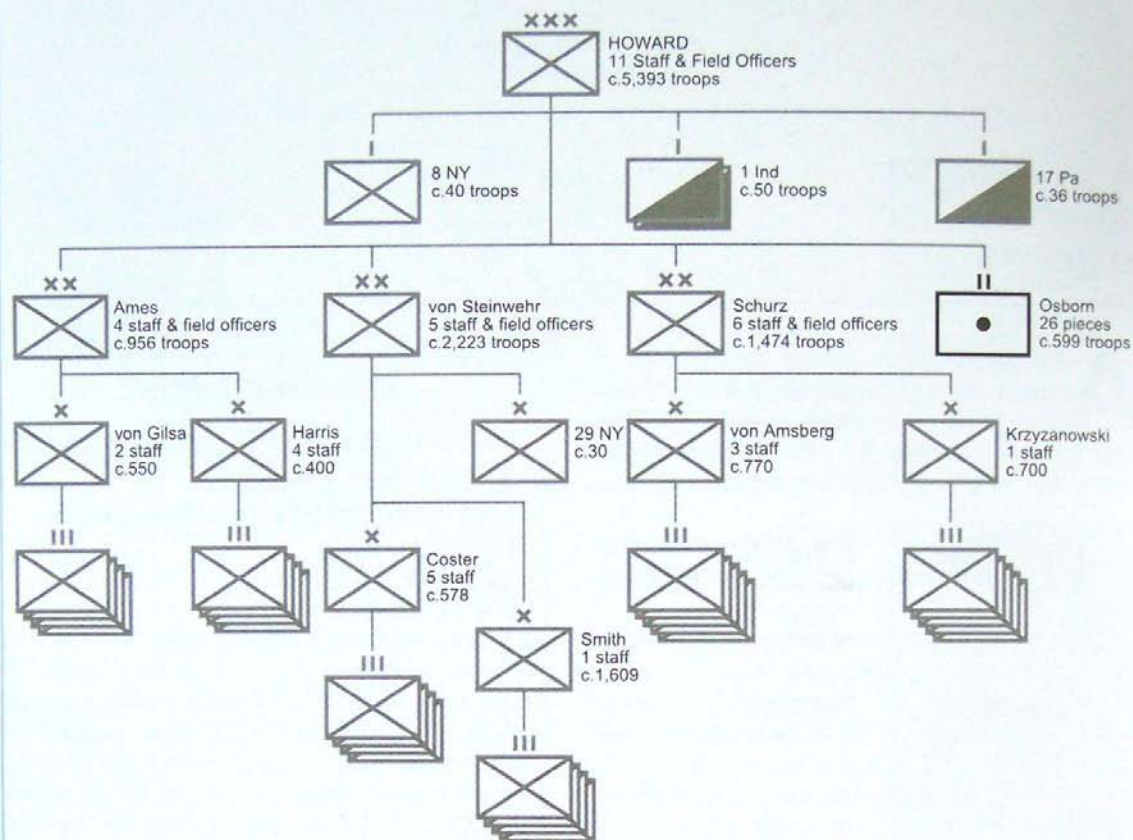 HOWARD
11 Staff & Field Officers
c.5,393 troops
8 NY
c.40 troops
1 Ind
c.50 troops
17 Pa
c.36 troops
Ames
4 staff & field officers
c.956 troops
von Steinwehr
5 staff & field officers
c.2,223 troops
Schurz
6 staff & field officers
c.1,474 troops
Osborn
26 pieces
c.599 troops
von Gilsa
2 staff
c.550
Harris
4 staff
c.400
29 NY
c.30
von Amsberg
3 staff
c.770
Krzyzanowski
1 staff
c.700
Coster
5 staff
c.578
Smith
1 staff
c.1,609